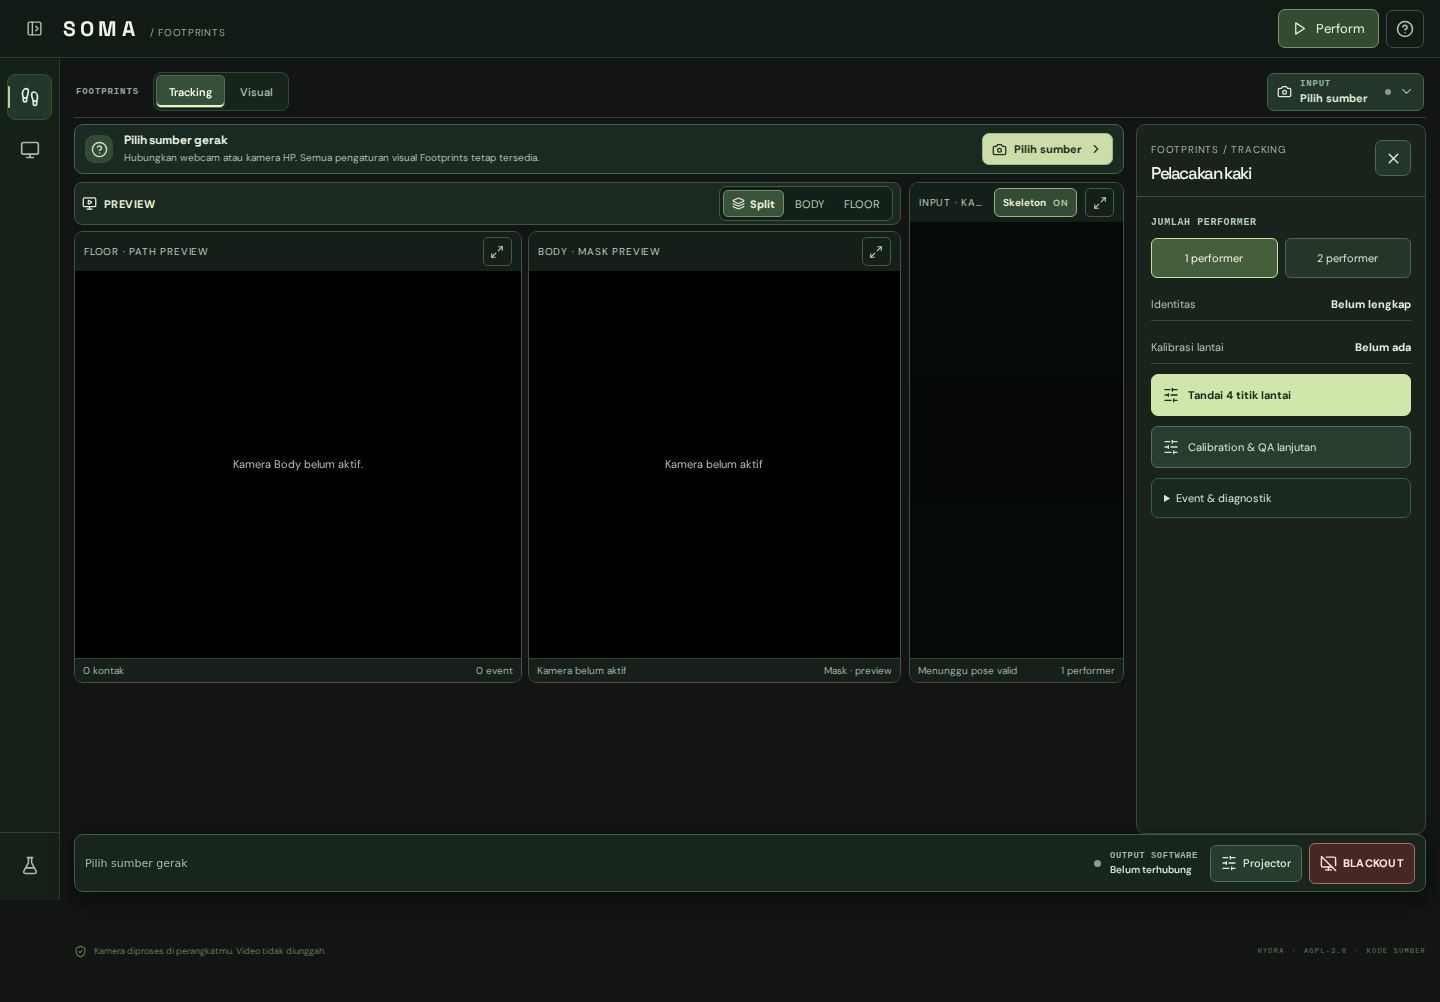 SOMA
/ FOOTPRINTS
Perform
FOOTPRINTS
Tracking
Visual
INPUT
Pilih sumber
Pilih sumber gerak
Hubungkan webcam atau kamera HP. Semua pengaturan visual Footprints tetap tersedia.
Pilih sumber
PREVIEW
Split
BODY
FLOOR
INPUT · KA…
Skeleton ON
FLOOR · PATH PREVIEW
BODY · MASK PREVIEW
Kamera Body belum aktif.
Kamera belum aktif
0 kontak
0 event
Kamera belum aktif
Mask · preview
Menunggu pose valid
1 performer
FOOTPRINTS / TRACKING
Pelacakan kaki
JUMLAH PERFORMER
1 performer
2 performer
Identitas
Belum lengkap
Kalibrasi lantai
Belum ada
Tandai 4 titik lantai
Calibration & QA lanjutan
Event & diagnostik
Pilih sumber gerak
OUTPUT SOFTWARE
Belum terhubung
Projector
BLACKOUT
Kamera diproses di perangkatmu. Video tidak diunggah.
HYDRA · AGPL-3.0 · KODE SUMBER